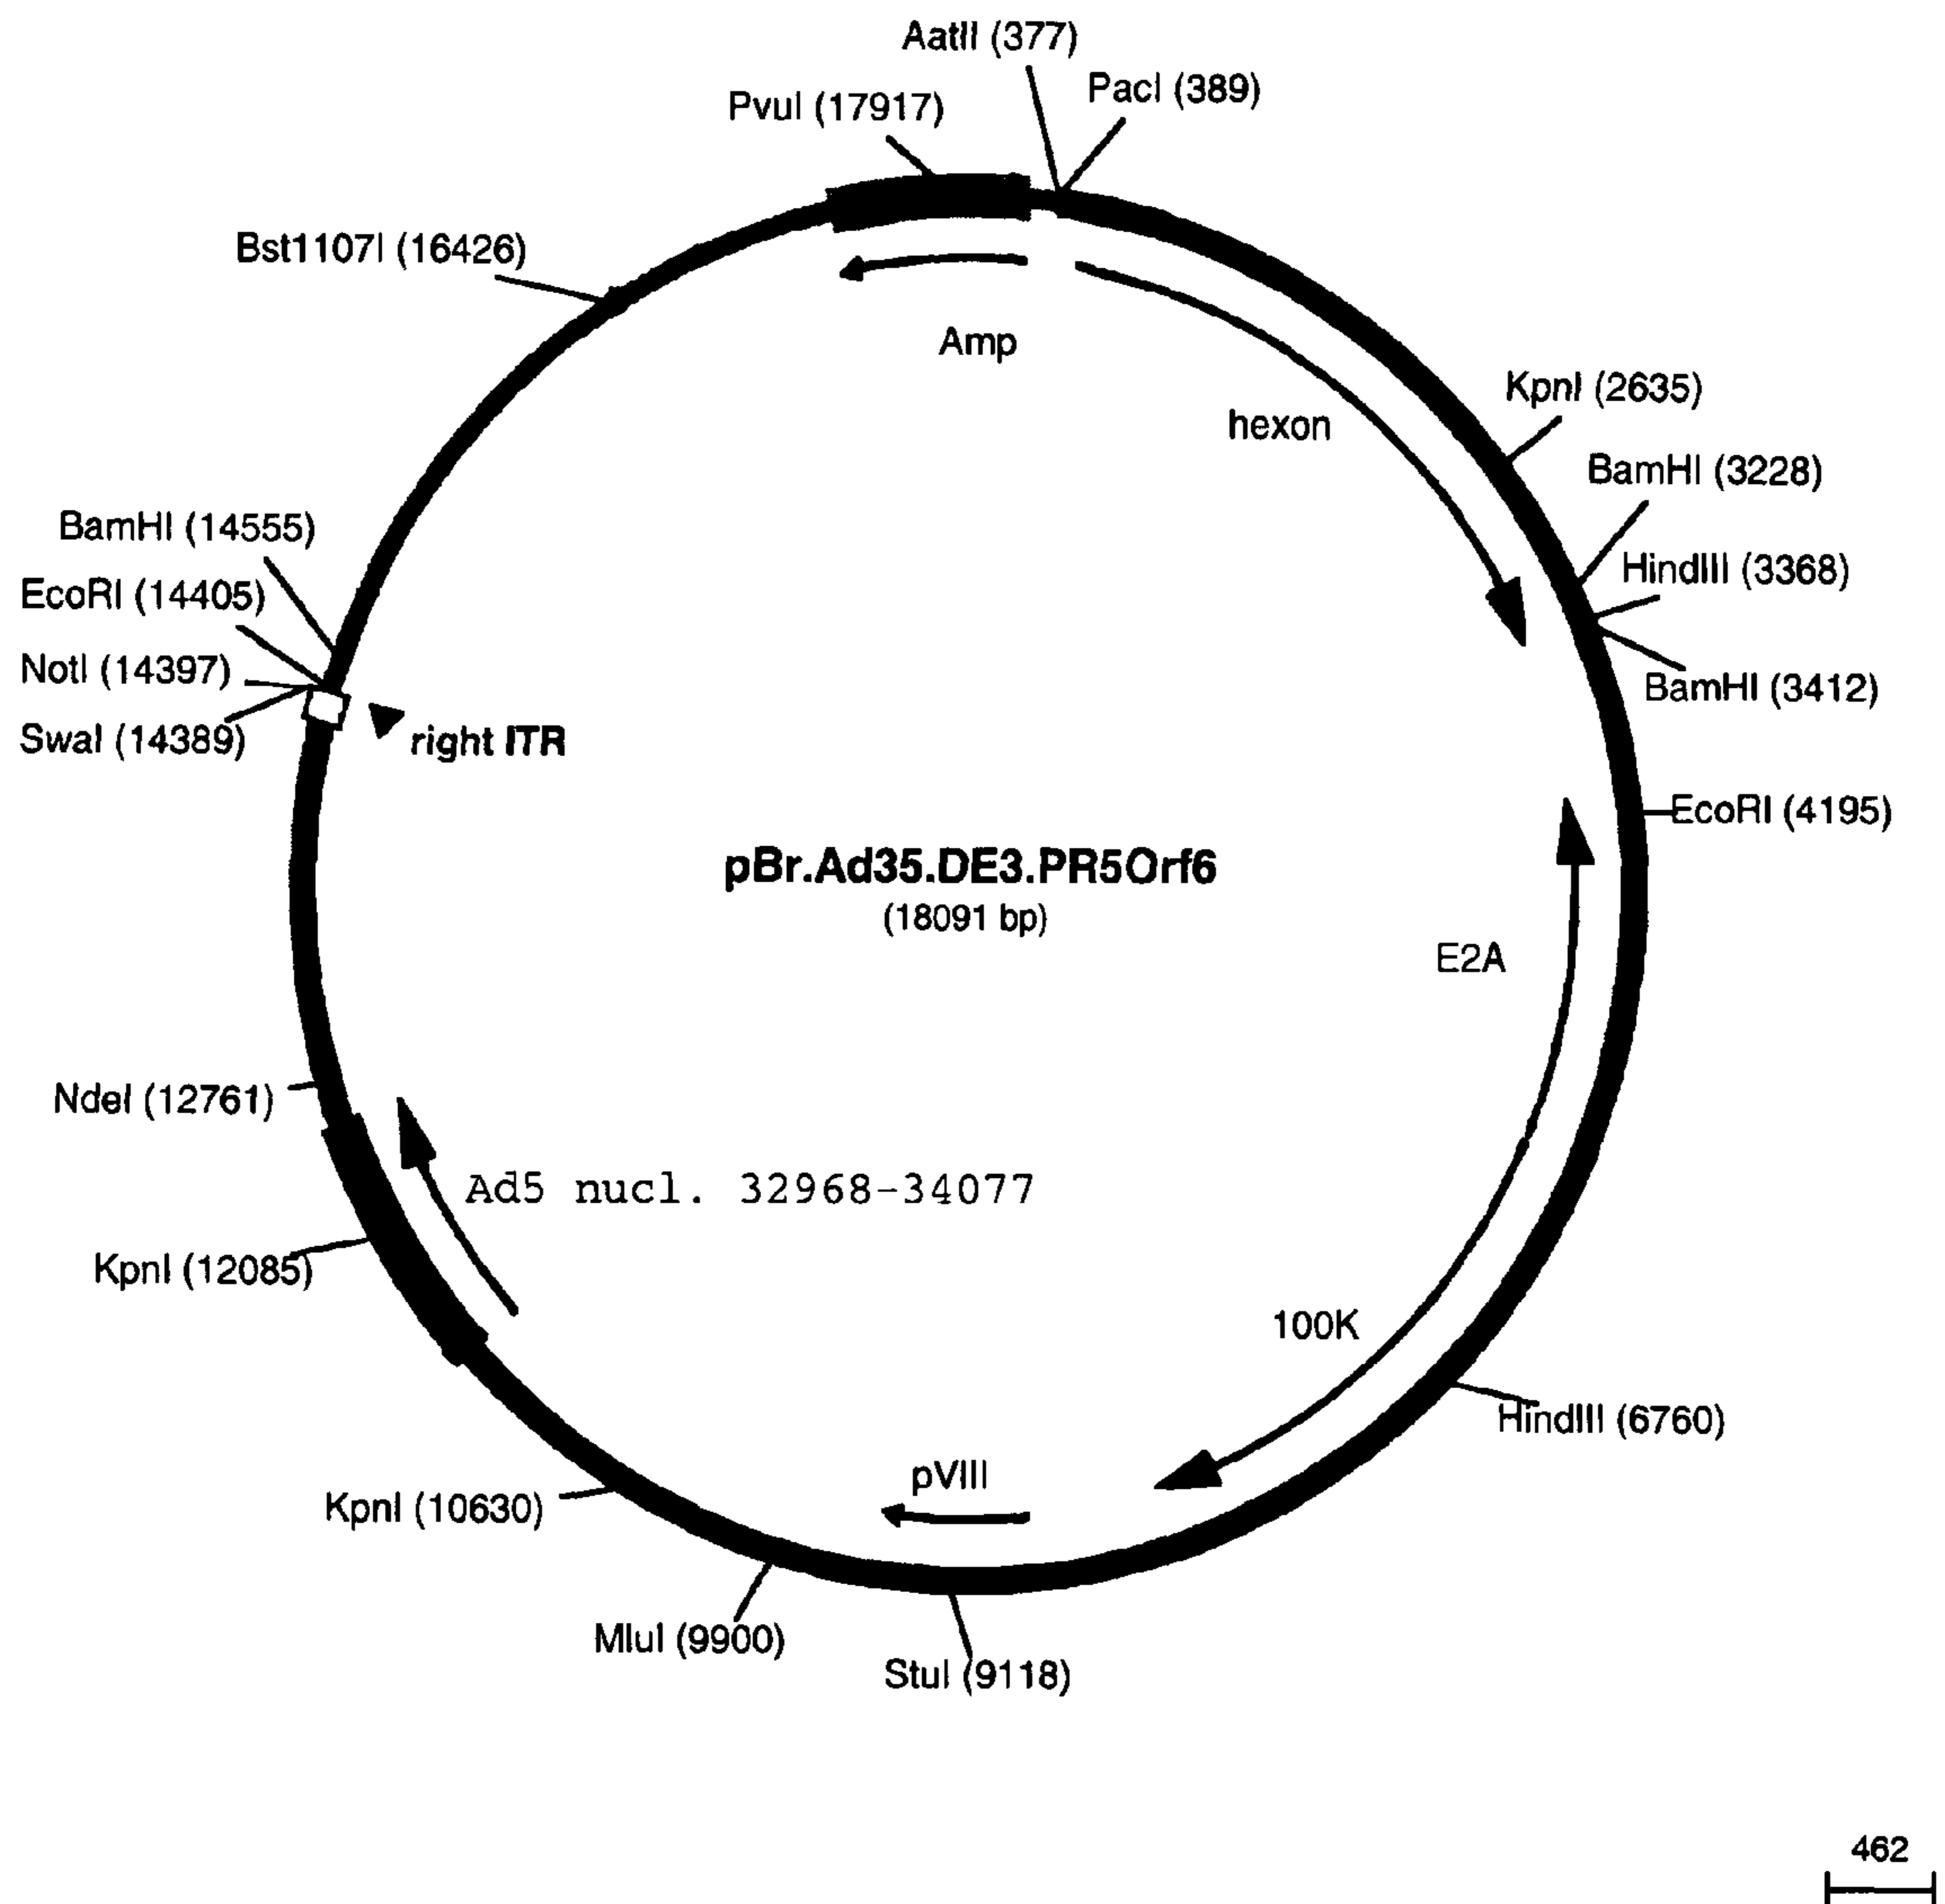 AatII (377)
PacI (389)
PvuI (17917)
Bst1107I (16426)
Amp
KpnI (2635)
hexon
BamHI (3228)
BamHI (14555)
HindIII (3368)
EcoRI (14405)
NotI (14397)
BamHI (3412)
SwaI (14389)
right ITR
EcoRI (4195)
pBr.Ad35.DE3.PR5Orf6
(18091 bp)
E2A
NdeI (12761)
Ad5 nucl. 32968-34077
KpnI (12085)
100K
HindIII (6760)
pVIII
KpnI (10630)
MluI (9900)
StuI (9118)
462